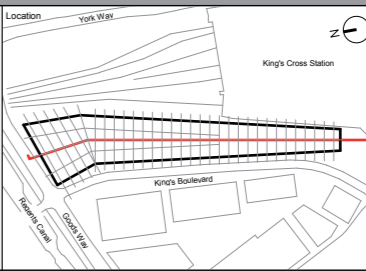 Location
York Way
N
King's Cross Station
King's Boulevard
Regents Canal
Goods Way